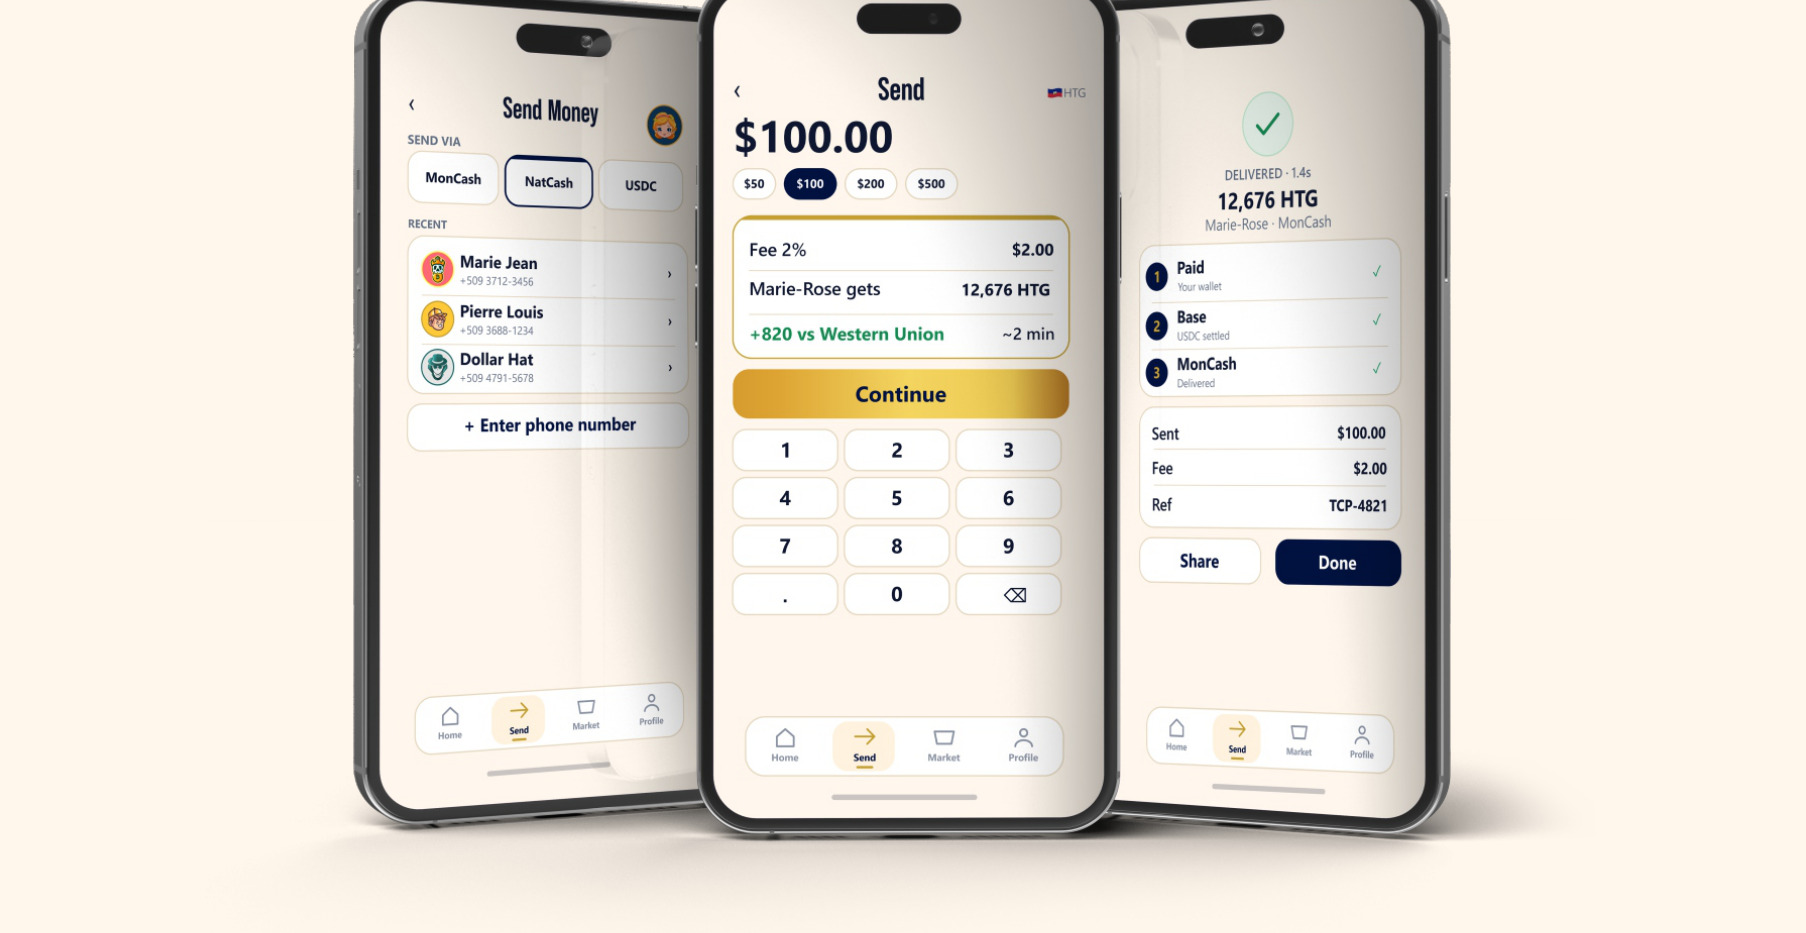 ‹ Send Money
SEND VIA
MonCash NatCash USDC
RECENT
Marie Jean ›
+509 3712-3456
Pierre Louis ›
+509 3688-1234
Dollar Hat ›
+509 4791-5678
+ Enter phone number
Home Send Market Profile
‹ Send HTG
$100.00
$50 $100 $200 $500
Fee 2% $2.00
Marie-Rose gets 12,676 HTG
+820 vs Western Union ~2 min
Continue
1 2 3
4 5 6
7 8 9
. 0 ⌫
Home Send Market Profile
✓
DELIVERED · 1.4s
12,676 HTG
Marie-Rose · MonCash
1 Paid ✓
Your wallet
2 Base ✓
USDC settled
3 MonCash ✓
Delivered
Sent $100.00
Fee $2.00
Ref TCP-4821
Share Done
Home Send Market Profile